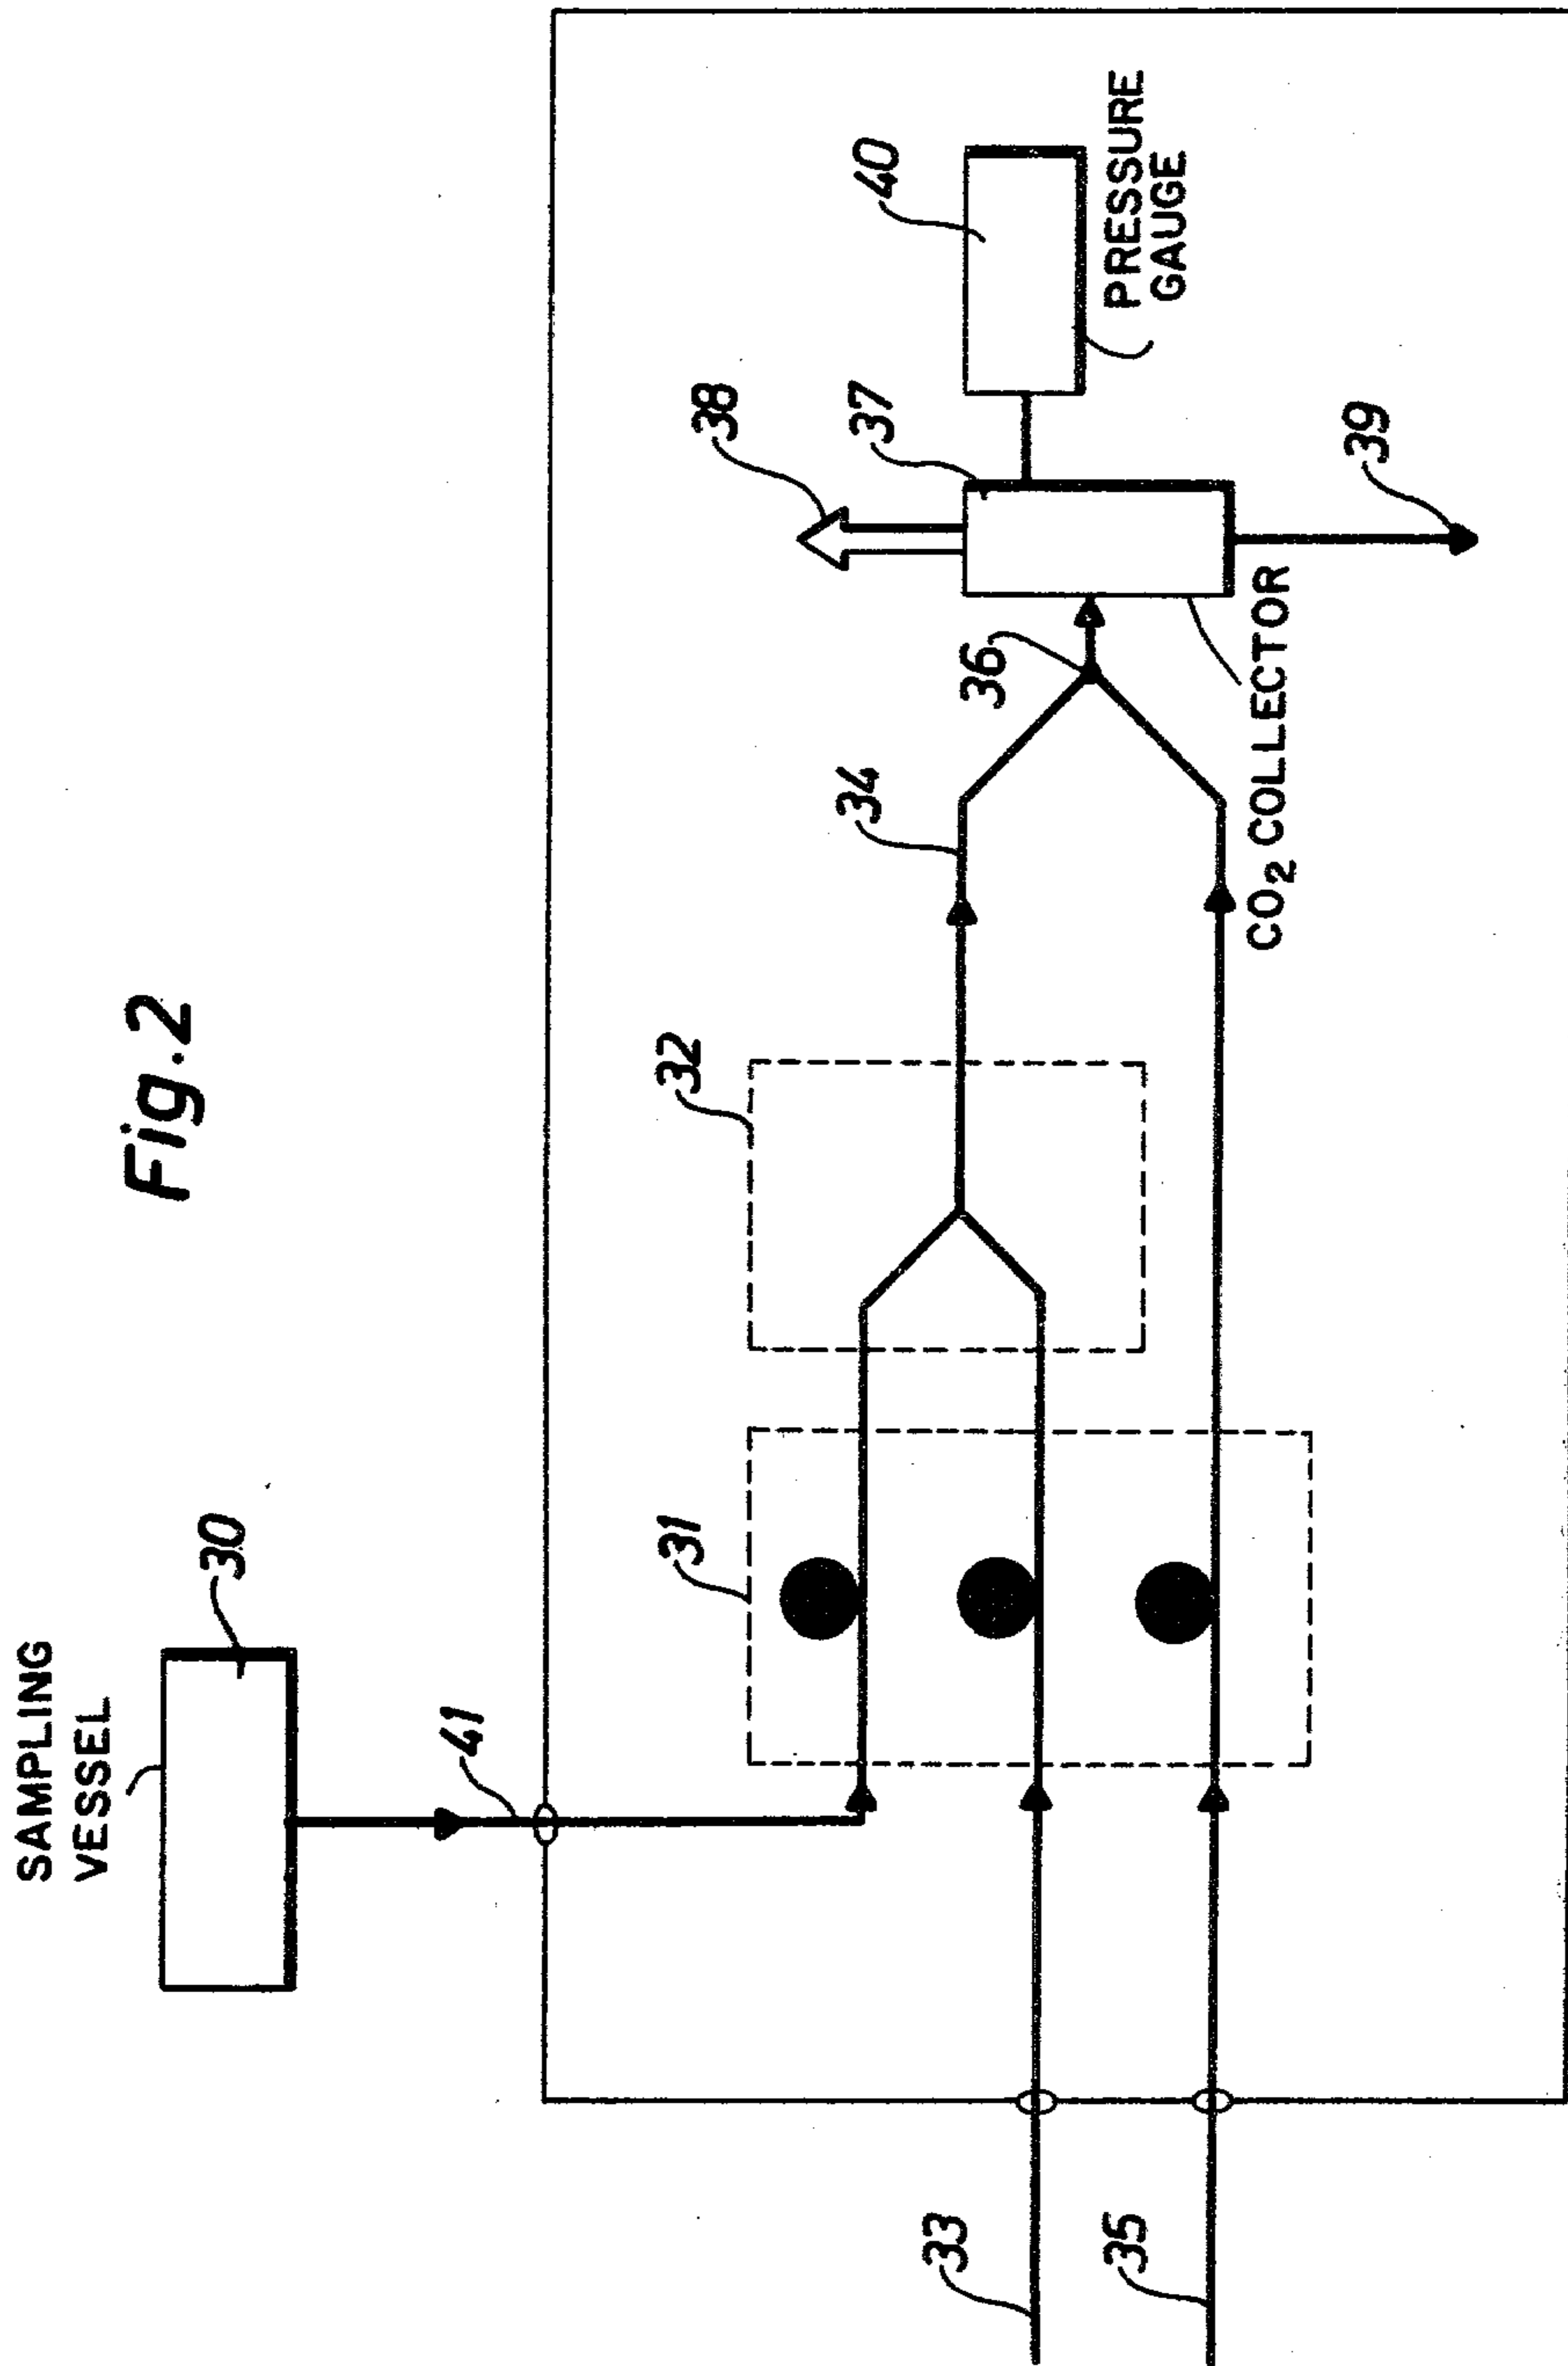 Fig.2
SAMPLING
VESSEL
30
41
31
32
33
35
34
36
37
38
39
40
CO₂ COLLECTOR
PRESSURE
GAUGE